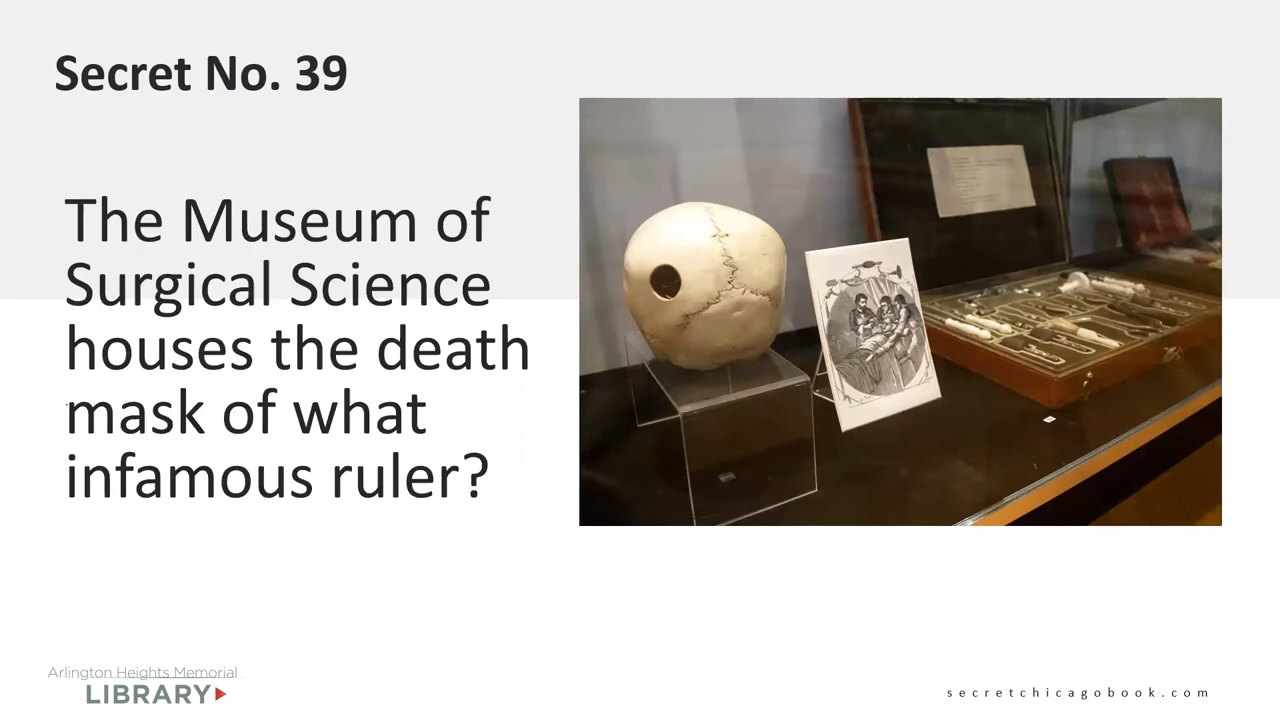 Secret No. 39
The Museum of
Surgical Science
houses the death
mask of what
infamous ruler?
Arlington Heights Memorial
LIBRARY
secretchicagobook.com